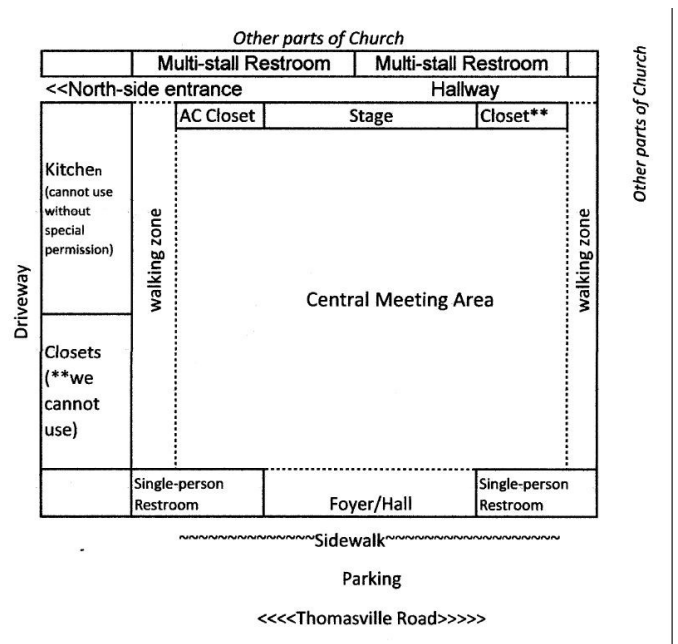 Other parts of Church
Multi-stall Restroom
Multi-stall Restroom
<<North-side entrance
Hallway
AC Closet
Stage
Closet**
Other parts of Church
Kitchen
(cannot use
without
special
permission)
walking zone
Central Meeting Area
walking zone
Driveway
Closets
(**we
cannot
use)
Single-person
Restroom
Foyer/Hall
Single-person
Restroom
~~~~~~~~~~~~~~Sidewalk~~~~~~~~~~~~~~~~~~
Parking
<<<<Thomasville Road>>>>>